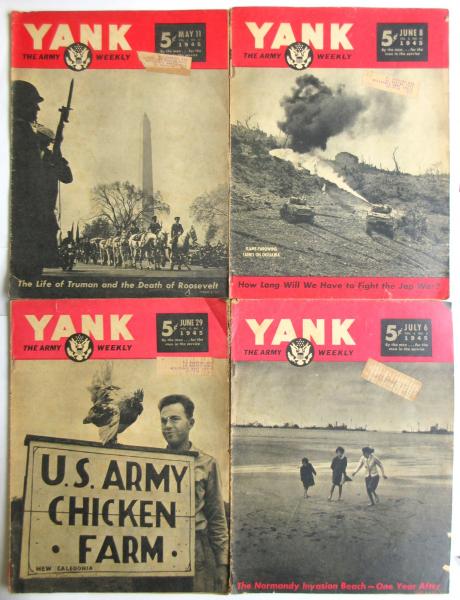 YANK
THE ARMY WEEKLY
5¢ MAY 11
1945
By the men . . . for the
men in the service
The Life of Truman and the Death of Roosevelt
YANK
THE ARMY WEEKLY
5¢ JUNE 8
1945
By the men . . . for the
men in the service
FLAME-THROWING
TANKS ON OKINAWA
How Long Will We Have to Fight the Jap War?
YANK
THE ARMY WEEKLY
5¢ JUNE 29
1945
By the men . . . for the
men in the service
U.S. ARMY
CHICKEN
· FARM ·
NEW CALEDONIA
YANK
THE ARMY WEEKLY
5¢ JULY 6
1945
By the men . . . for the
men in the service
The Normandy Invasion Beach—One Year After